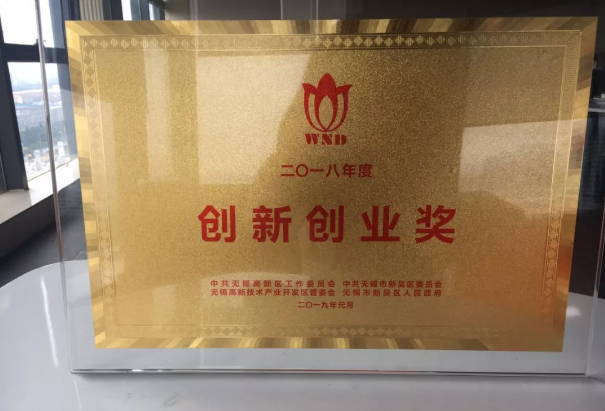 WND
二〇一八年度
创新创业奖
中共无锡高新区工作委员会 中共无锡市新吴区委员会
无锡高新技术产业开发区管委会 无锡市新吴区人民政府
二〇一九年元月